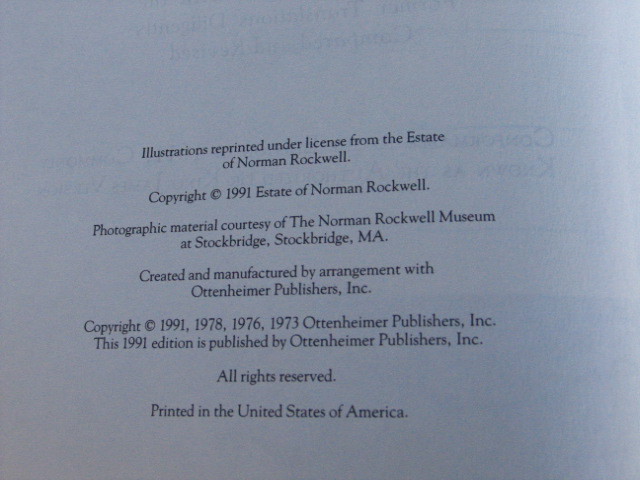 Illustrations reprinted under license from the Estate
of Norman Rockwell.
Copyright © 1991 Estate of Norman Rockwell.
Photographic material courtesy of The Norman Rockwell Museum
at Stockbridge, Stockbridge, MA.
Created and manufactured by arrangement with
Ottenheimer Publishers, Inc.
Copyright © 1991, 1978, 1976, 1973 Ottenheimer Publishers, Inc.
This 1991 edition is published by Ottenheimer Publishers, Inc.
All rights reserved.
Printed in the United States of America.